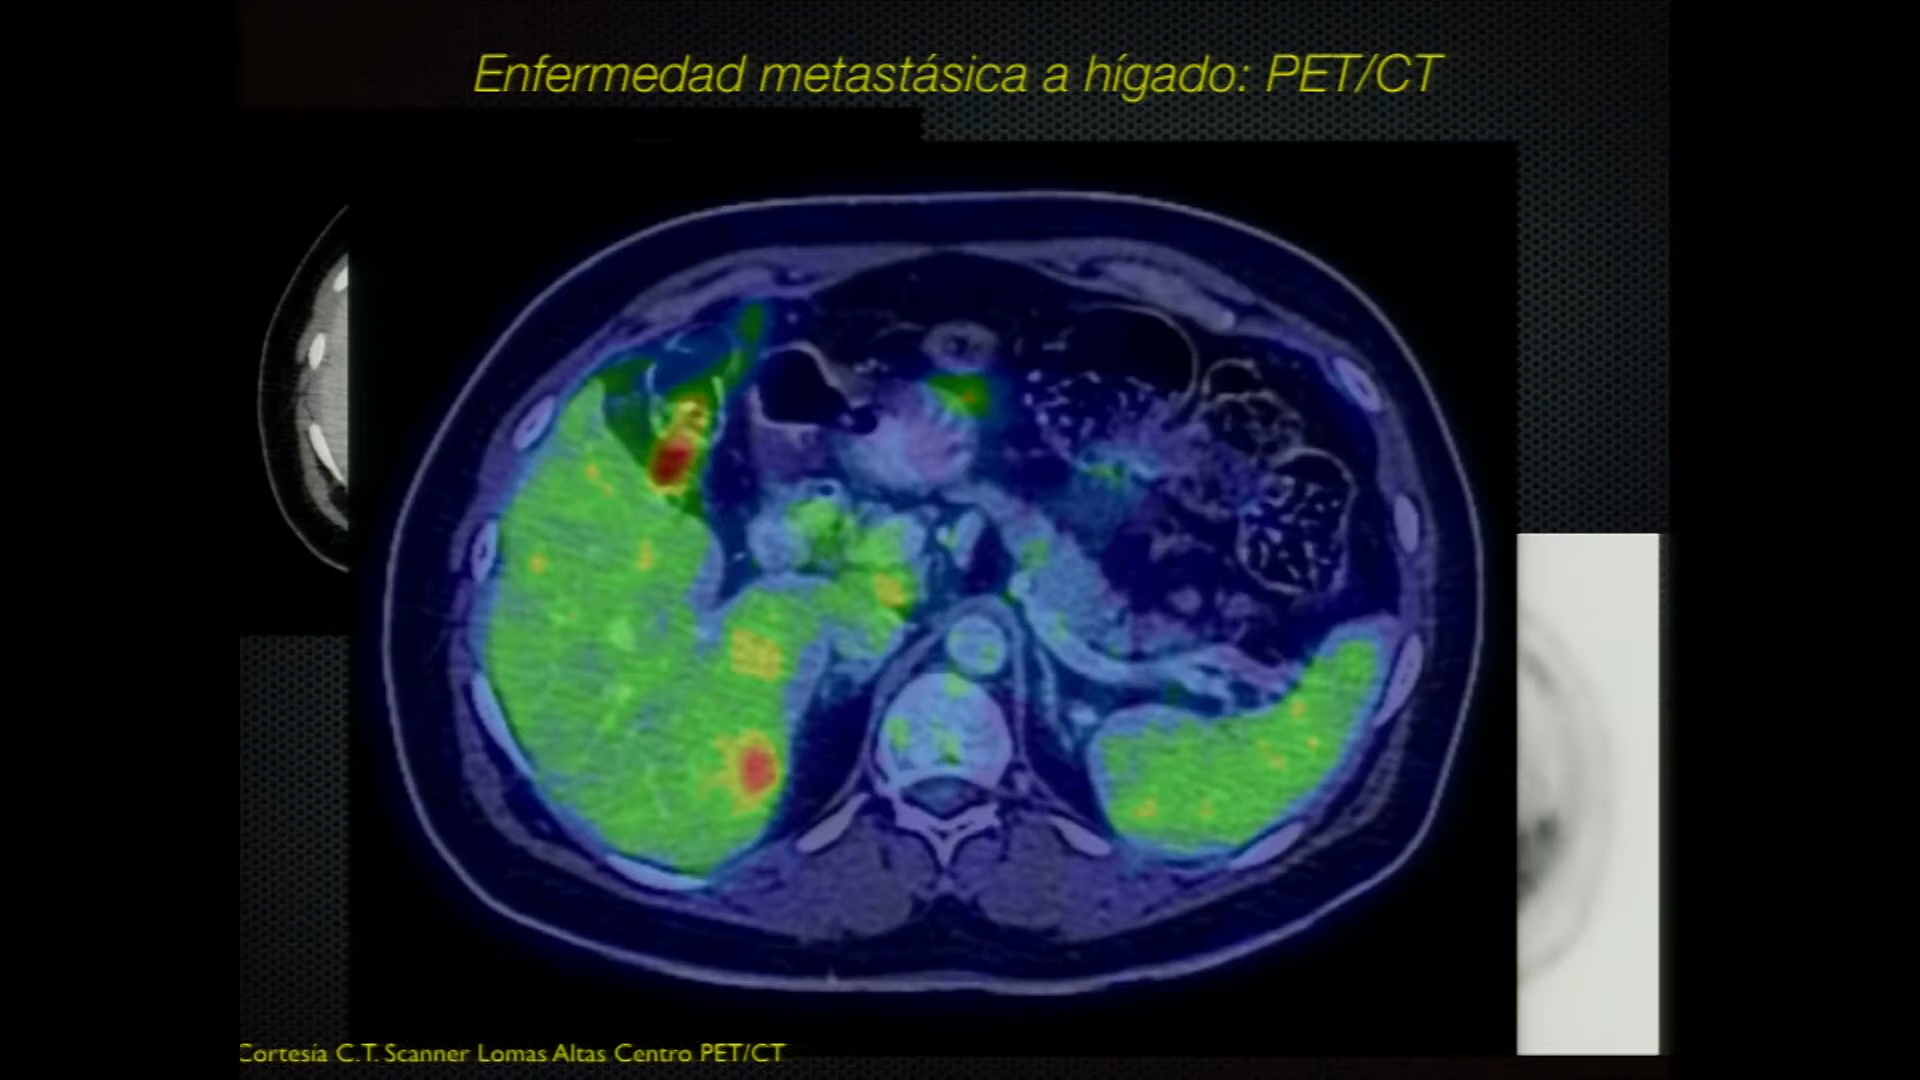 Enfermedad metastásica a hígado: PET/CT
Cortesía C.T. Scanner Lomas Altas Centro PET/CT